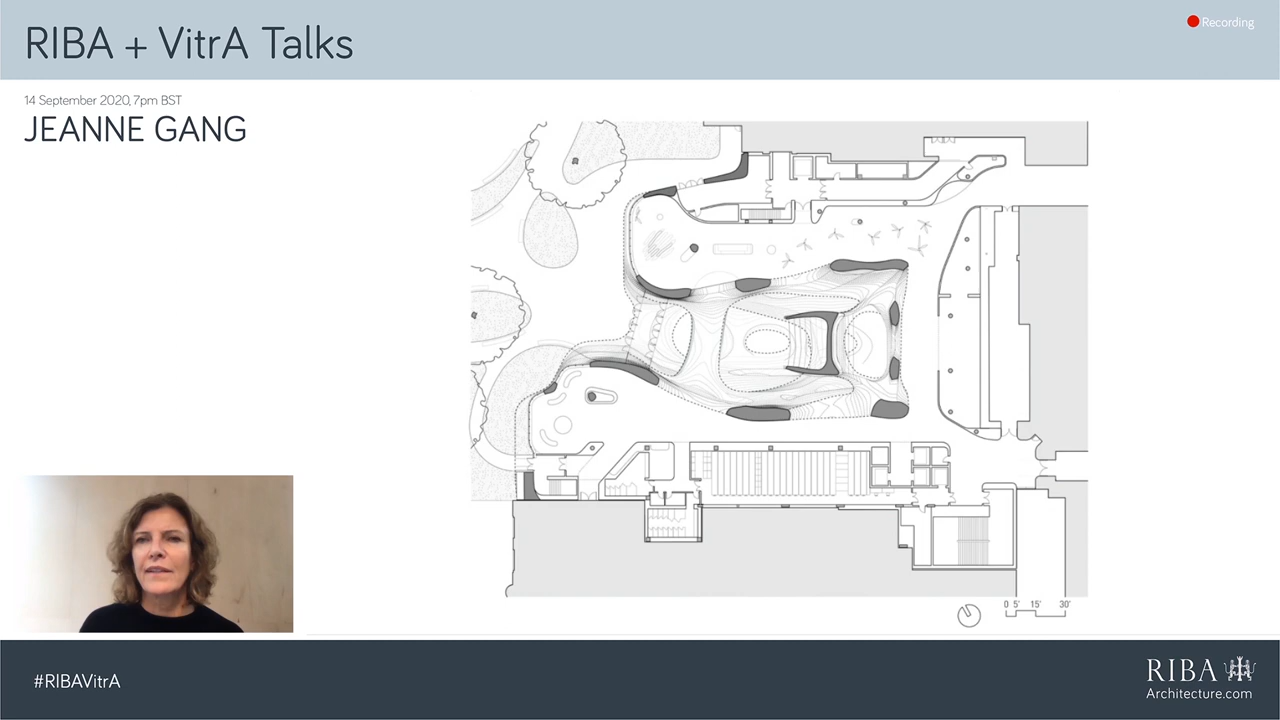 RIBA + VitrA Talks
Recording
14 September 2020, 7pm BST
JEANNE GANG
0 5' 15' 30'
#RIBAVitrA
RIBA
Architecture.com